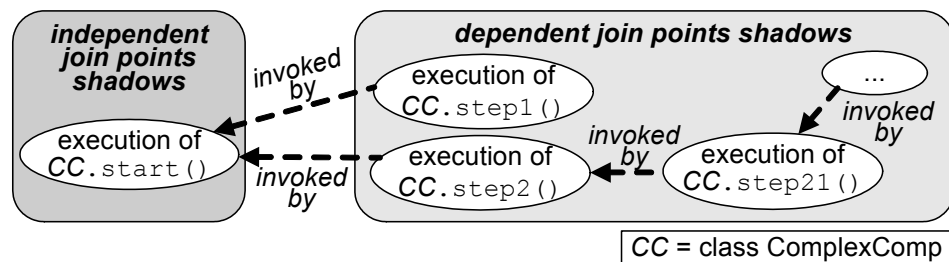 independent
join points
shadows
dependent join points shadows
invoked
by
execution of
CC.step1()
...
invoked
by
execution of
CC.start()
invoked
by
execution of
CC.step2()
invoked
by
execution of
CC.step21()
CC = class ComplexComp